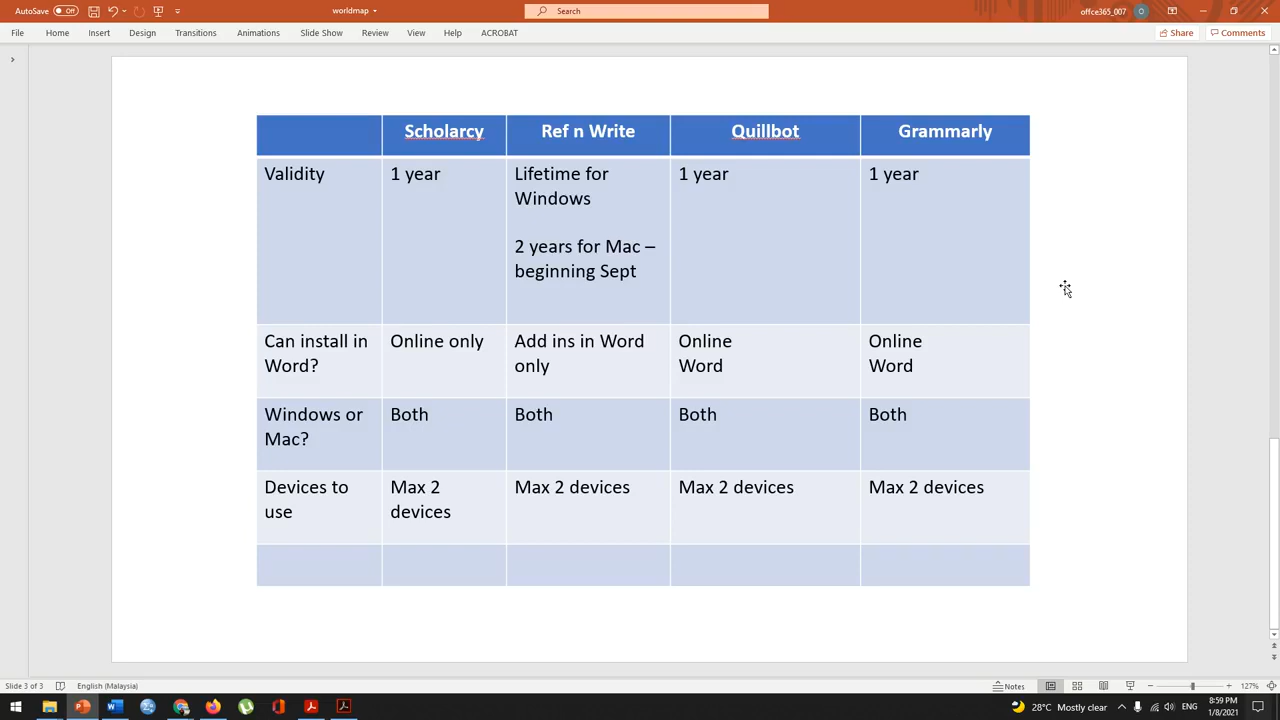 AutoSave Off
worldmap
Search
offce365_007
File Home Insert Design Transitions Animations Slide Show Review View Help ACROBAT
Share Comments
Scholarcy Ref n Write Quillbot Grammarly
Validity
1 year
Lifetime for
Windows
2 years for Mac –
beginning Sept
1 year
1 year
Can install in
Word?
Online only
Add ins in Word
only
Online
Word
Online
Word
Windows or
Mac?
Both
Both
Both
Both
Devices to
use
Max 2
devices
Max 2 devices
Max 2 devices
Max 2 devices
Slide 3 of 3 English (Malaysia)
Notes
127%
28°C Mostly clear
ENG
8:59 PM
1/8/2021